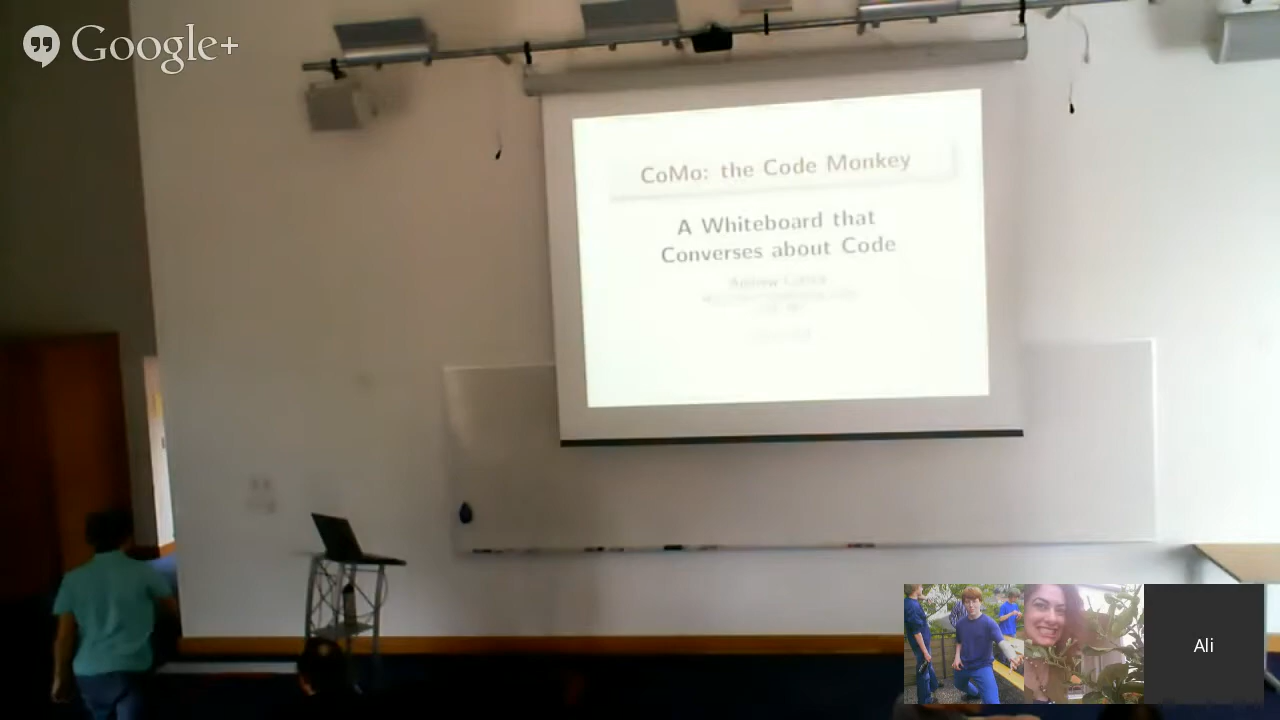 Google+
CoMo: the Code Monkey
A Whiteboard that
Converses about Code
Ali